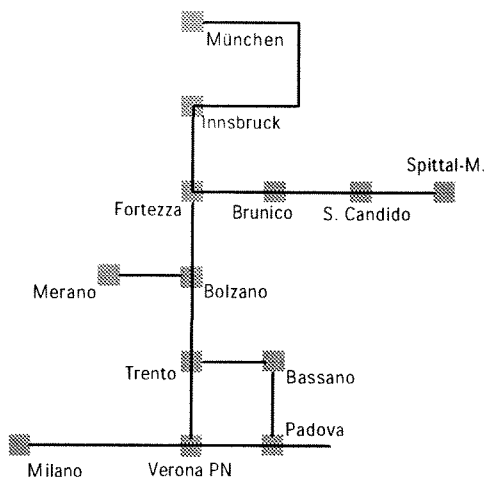 München
Innsbruck
Spittal-M.
Fortezza
Brunico
S. Candido
Merano
Bolzano
Trento
Bassano
Padova
Milano
Verona PN